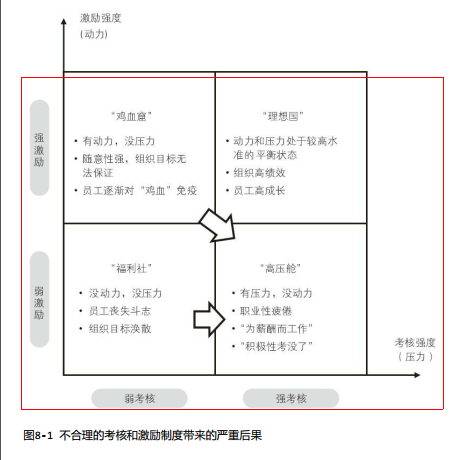 激励强度
(动力)
强
激
励
“鸡血窟”
• 有动力，没压力
• 随意性强，组织目标无
法保证
• 员工逐渐对“鸡血”免疫
“理想国”
• 动力和压力处于较高水
准的平衡状态
• 组织高绩效
• 员工高成长
弱
激
励
“福利社”
• 没动力，没压力
• 员工丧失斗志
• 组织目标涣散
“高压舱”
• 有压力，没动力
• 职业性疲倦
• “为薪酬而工作”
• “积极性考没了”
考核强度
（压力）
弱考核
强考核
图8-1 不合理的考核和激励制度带来的严重后果